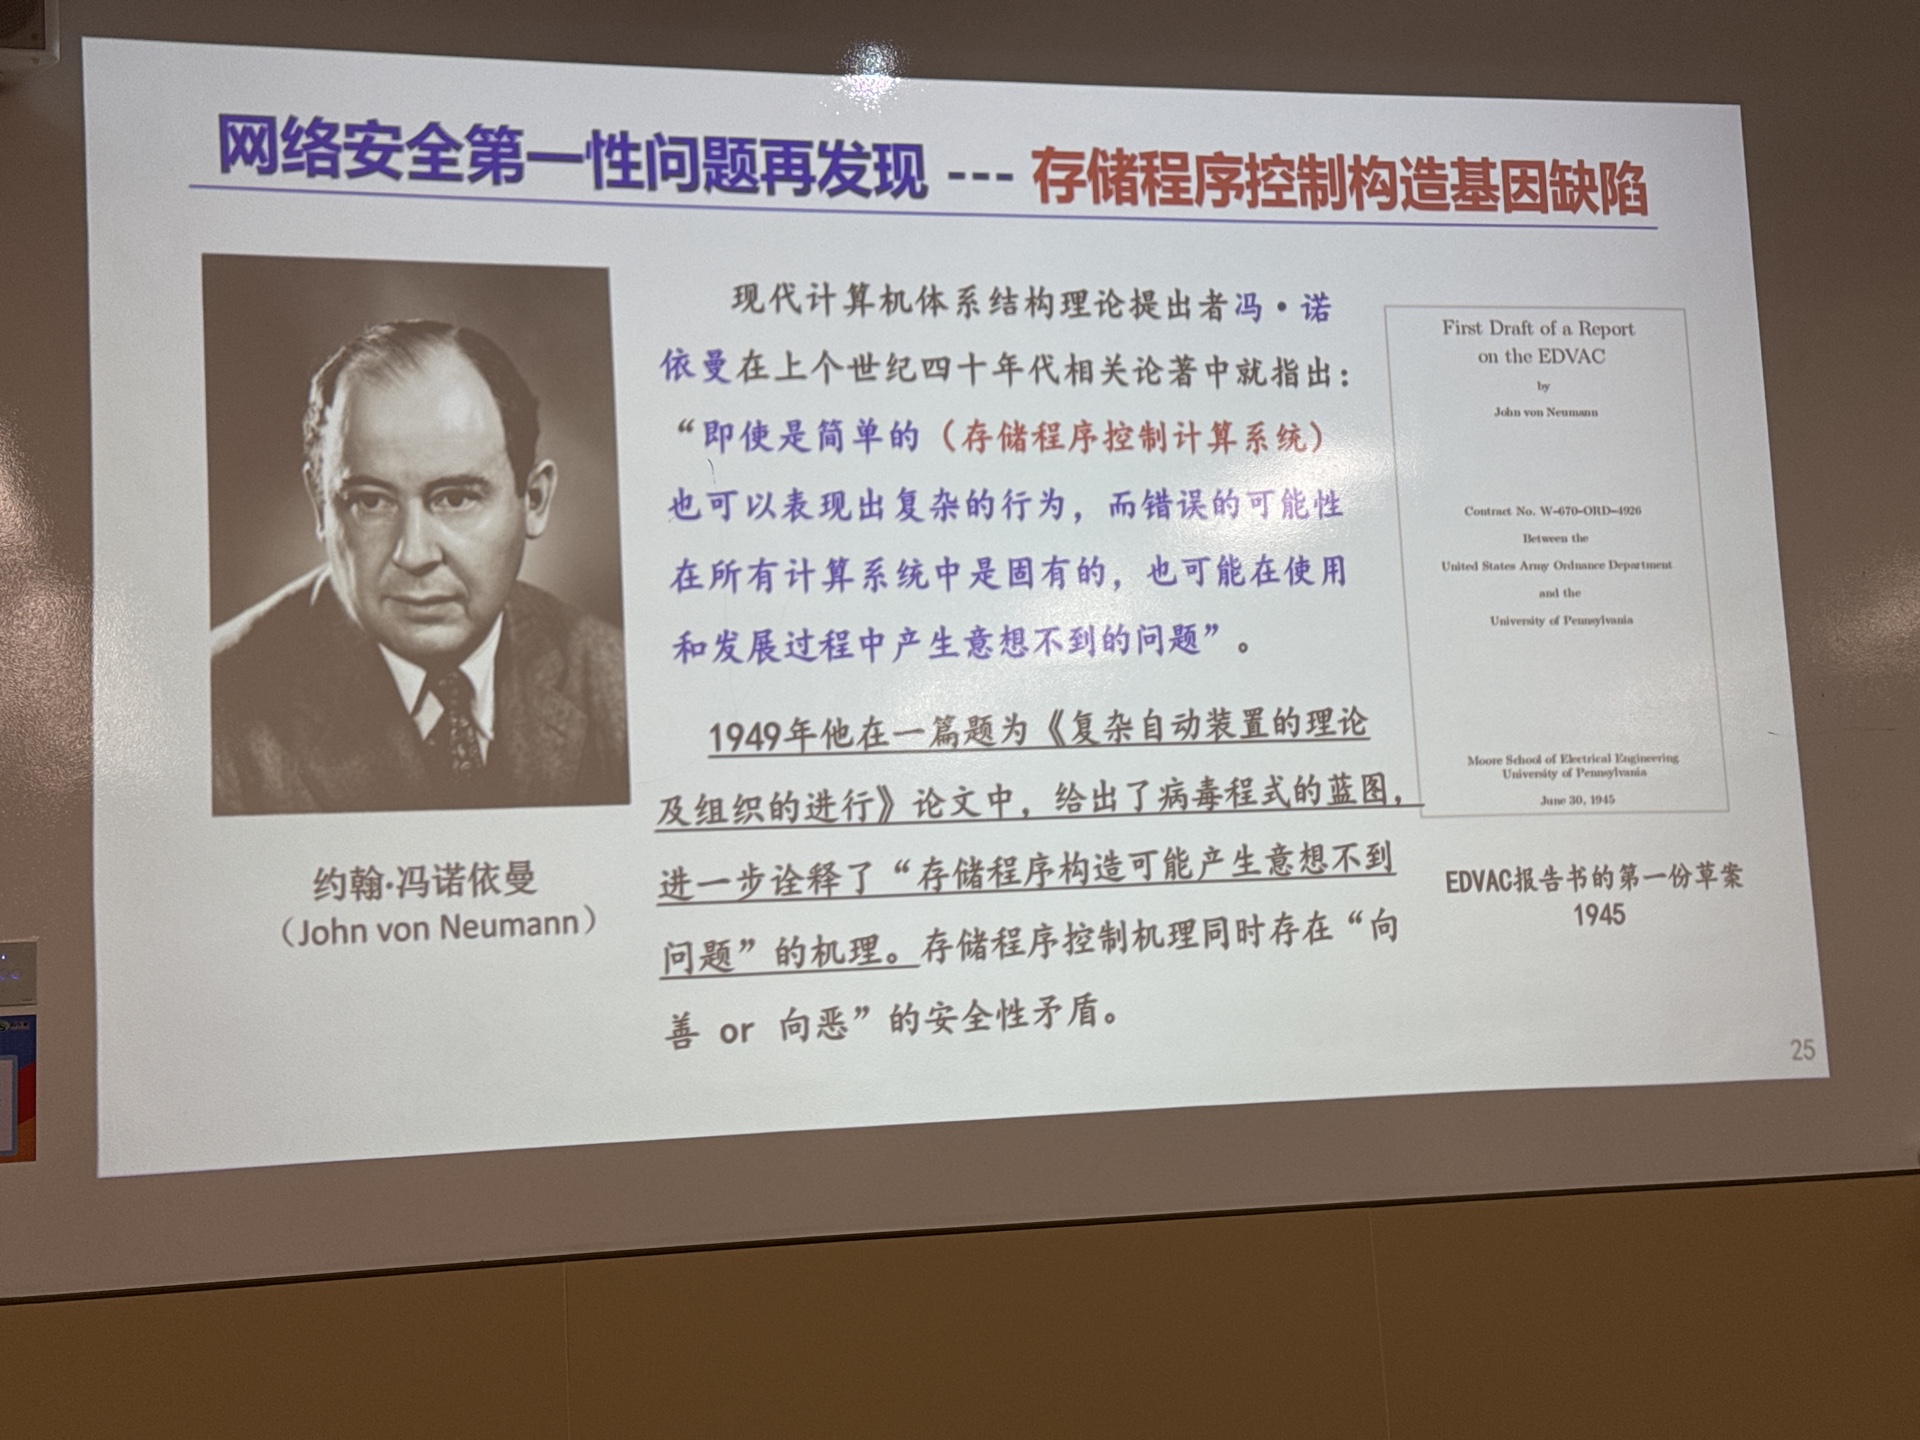 网络安全第一性问题再发现 --- 存储程序控制构造基因缺陷
现代计算机体系结构理论提出者冯·诺
依曼在上个世纪四十年代相关论著中就指出：
“即使是简单的（存储程序控制计算系统）
也可以表现出复杂的行为，而错误的可能性
在所有计算系统中是固有的，也可能在使用
和发展过程中产生意想不到的问题”。
1949年他在一篇题为《复杂自动装置的理论
及组织的进行》论文中，给出了病毒程式的蓝图，
进一步诠释了“存储程序构造可能产生意想不到
问题”的机理。存储程序控制机理同时存在“向
善 or 向恶”的安全性矛盾。
约翰·冯诺依曼
（John von Neumann）
First Draft of a Report
on the EDVAC
by
John von Neumann
Contract No. W-670-ORD-4926
Between the
United States Army Ordnance Department
and the
University of Pennsylvania
Moore School of Electrical Engineering
University of Pennsylvania
June 30, 1945
EDVAC报告书的第一份草案
1945
25